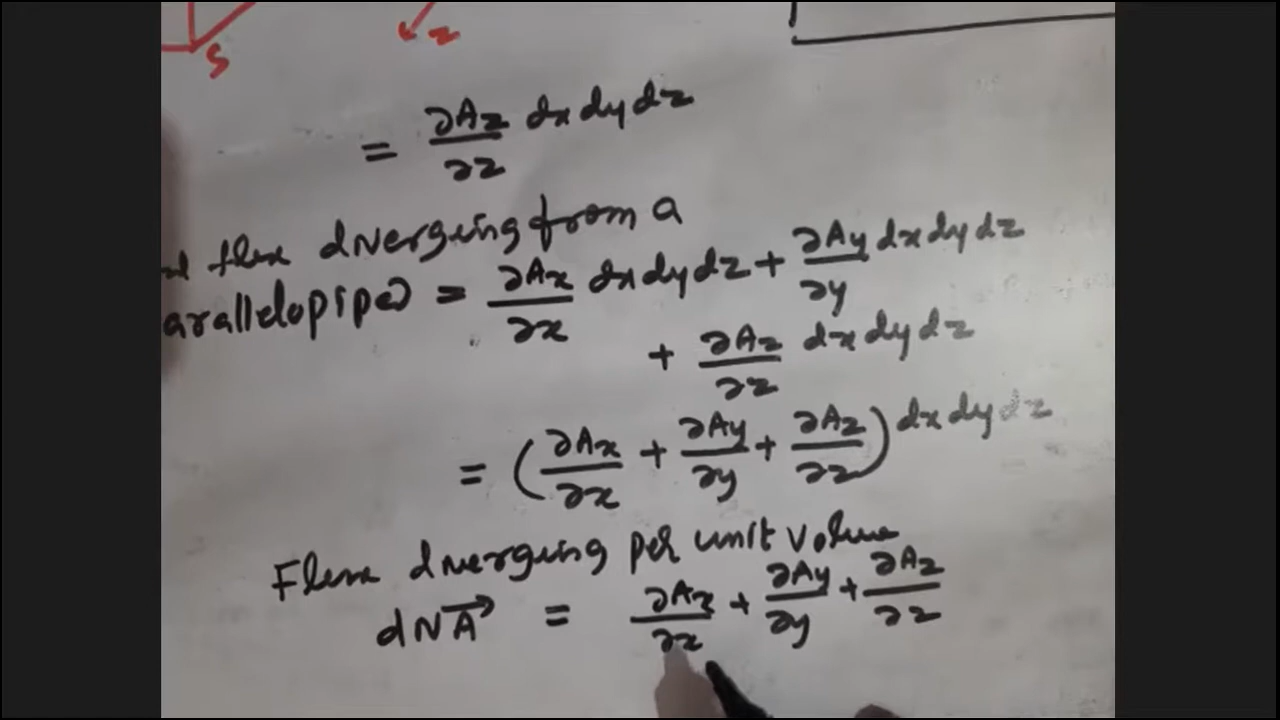 S
z
= ∂Az/∂z dx dy dz
flux diverging from a
arallelopiped = ∂Ax/∂x dx dy dz + ∂Ay/∂y dx dy dz
+ ∂Az/∂z dx dy dz
= (∂Ax/∂x + ∂Ay/∂y + ∂Az/∂z) dx dy dz
Flux diverging per unit volume
div A⃗ = ∂Ax/∂x + ∂Ay/∂y + ∂Az/∂z